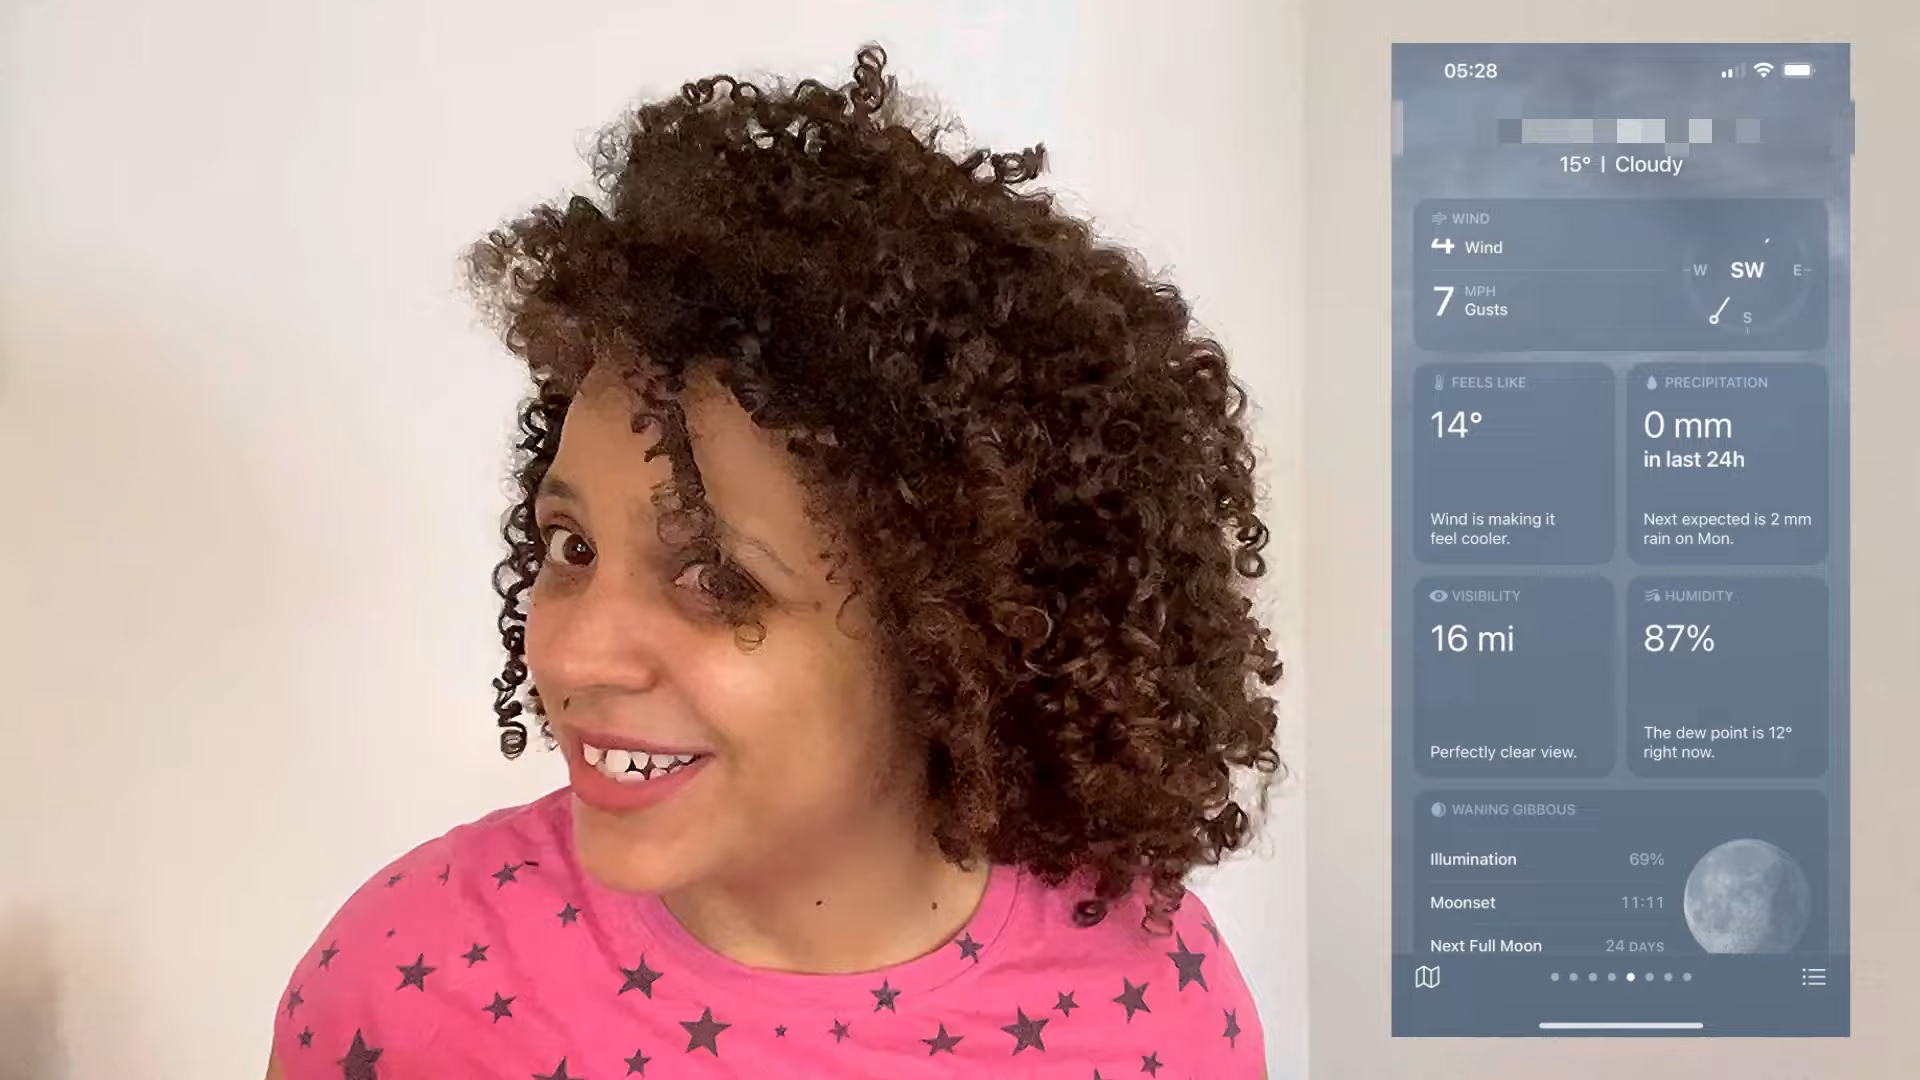 05:28
15° | Cloudy
WIND
4 Wind
7 MPH
Gusts
W SW E
S
FEELS LIKE
14°
Wind is making it
feel cooler.
PRECIPITATION
0 mm
in last 24h
Next expected is 2 mm
rain on Mon.
VISIBILITY
16 mi
Perfectly clear view.
HUMIDITY
87%
The dew point is 12°
right now.
WANING GIBBOUS
Illumination 69%
Moonset 11:11
Next Full Moon 24 DAYS